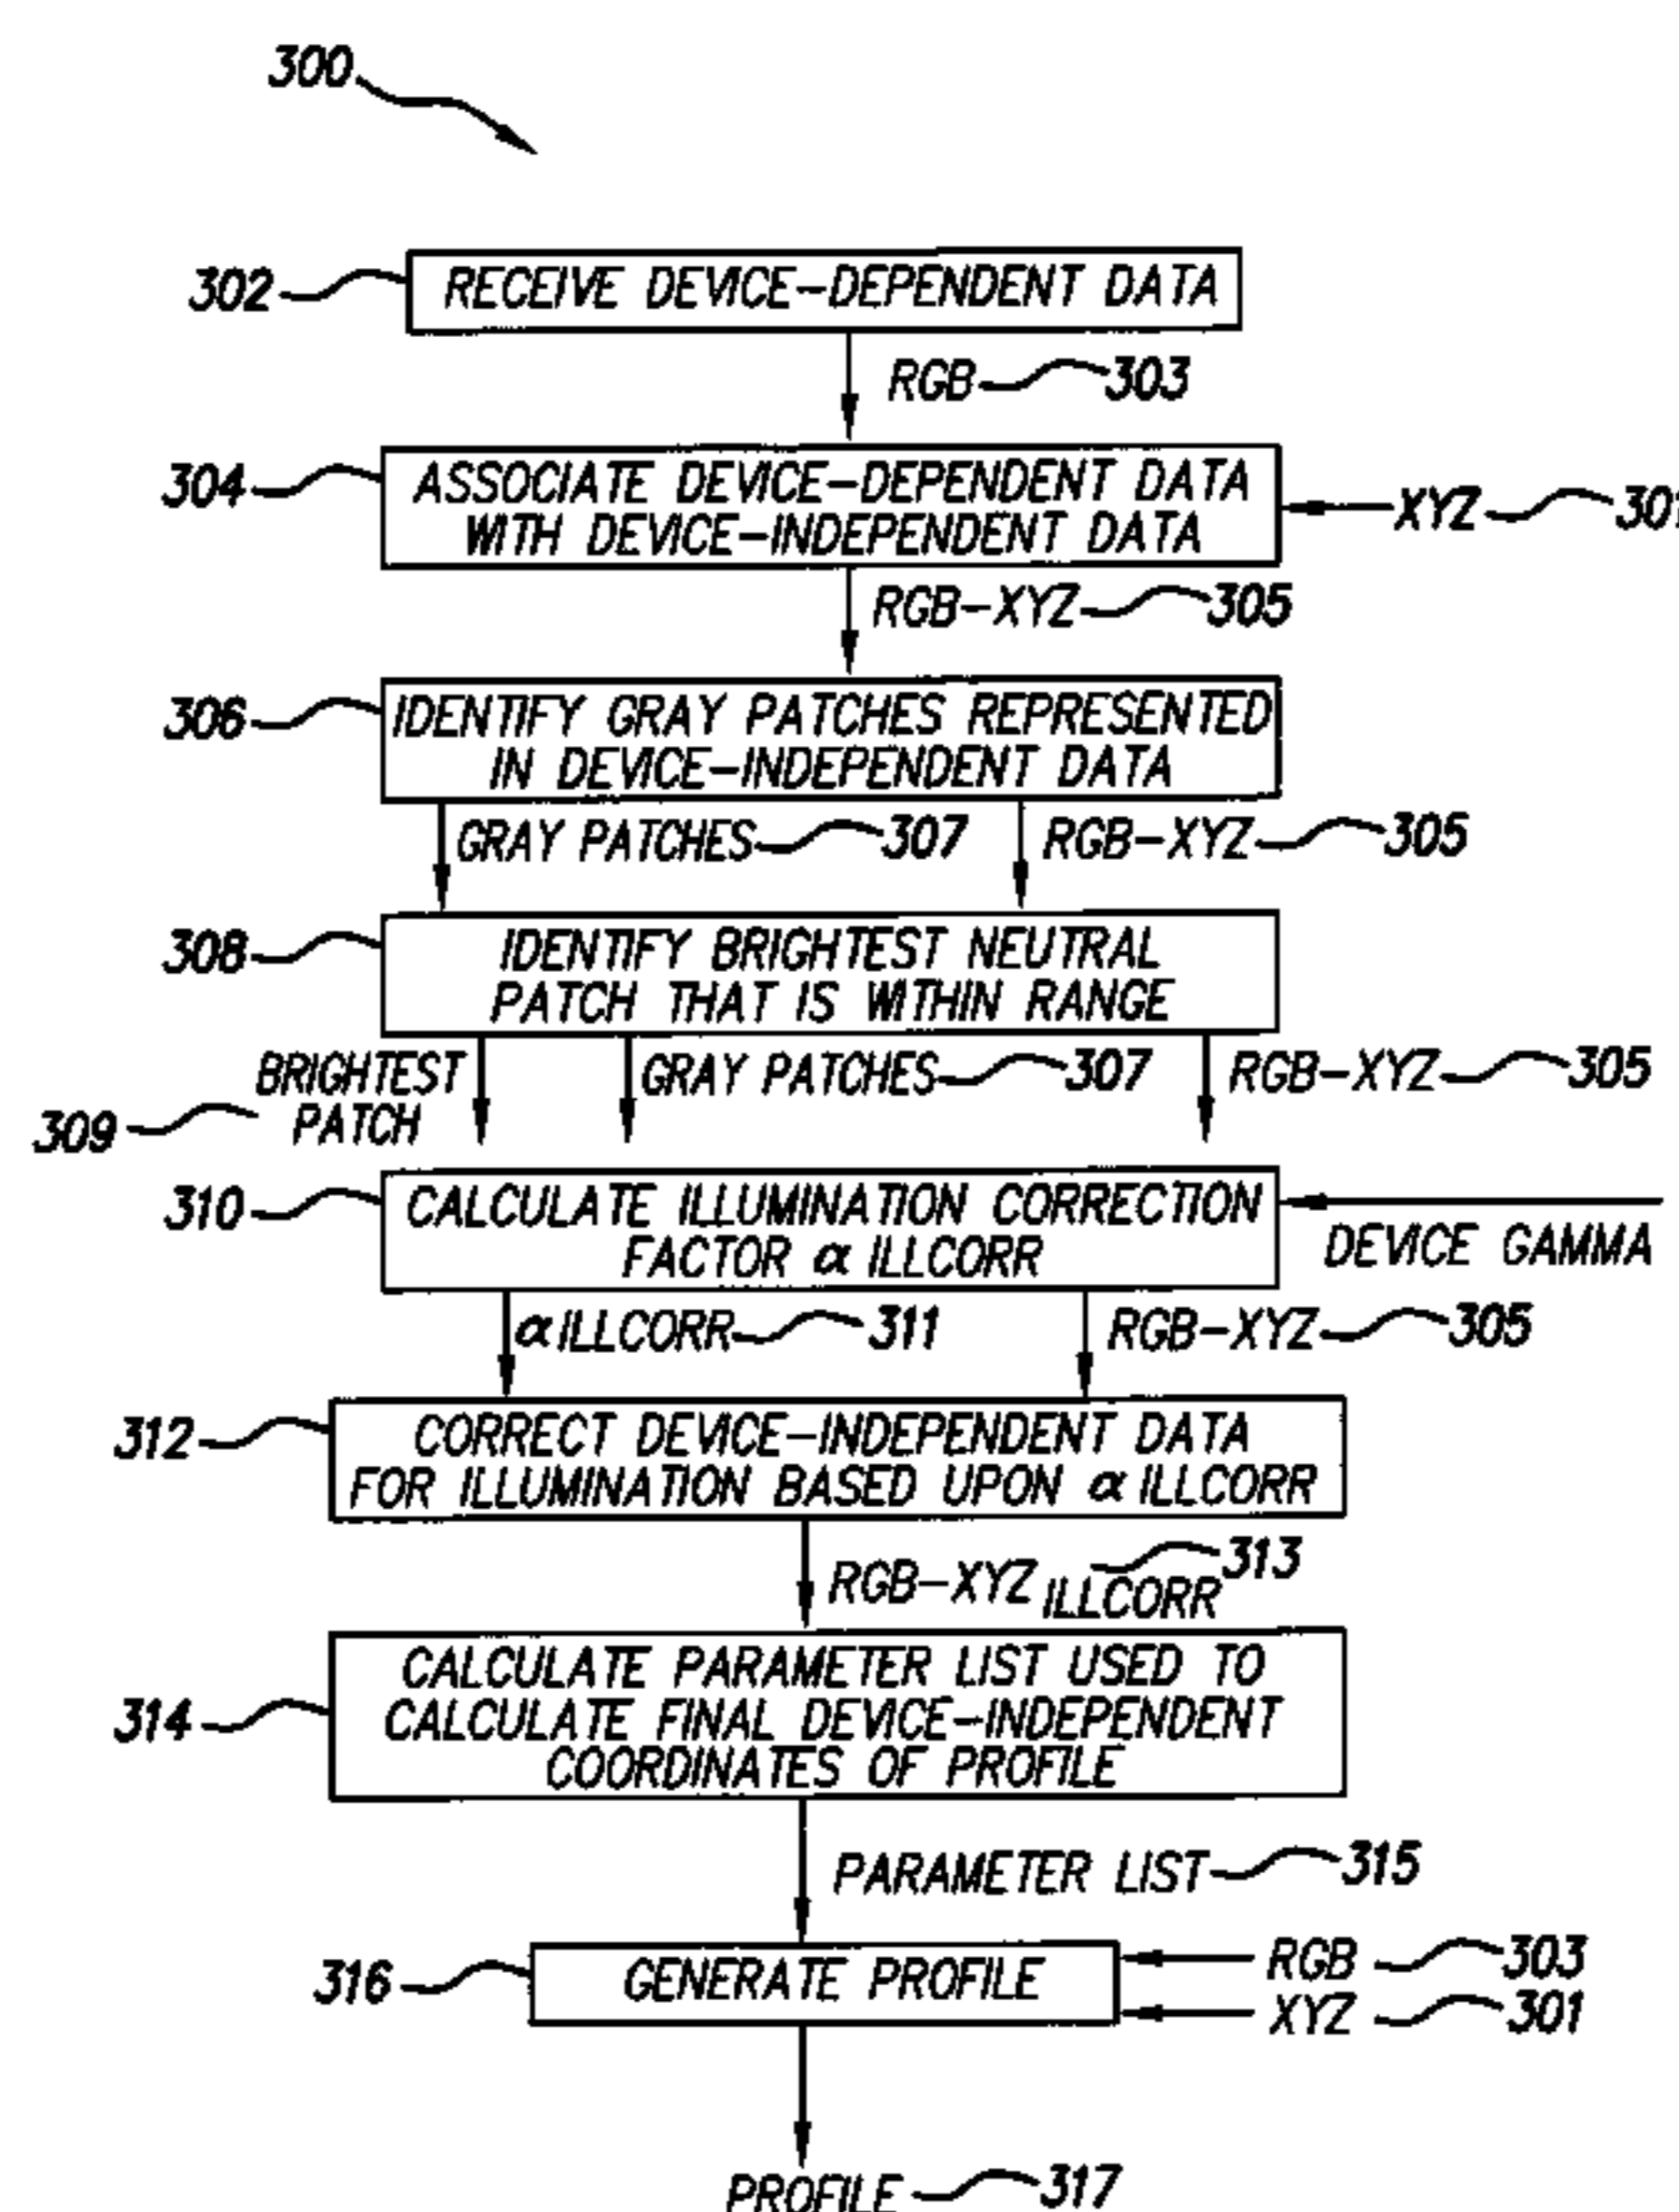 300
302 RECEIVE DEVICE-DEPENDENT DATA
RGB 303
304 ASSOCIATE DEVICE-DEPENDENT DATA
WITH DEVICE-INDEPENDENT DATA
XYZ 301
RGB-XYZ 305
306 IDENTIFY GRAY PATCHES REPRESENTED
IN DEVICE-INDEPENDENT DATA
GRAY PATCHES 307 RGB-XYZ 305
308 IDENTIFY BRIGHTEST NEUTRAL
PATCH THAT IS WITHIN RANGE
BRIGHTEST
PATCH
309
GRAY PATCHES 307 RGB-XYZ 305
310 CALCULATE ILLUMINATION CORRECTION
FACTOR α ILLCORR
DEVICE GAMMA
α ILLCORR 311 RGB-XYZ 305
312 CORRECT DEVICE-INDEPENDENT DATA
FOR ILLUMINATION BASED UPON α ILLCORR
RGB-XYZ ILLCORR 313
314 CALCULATE PARAMETER LIST USED TO
CALCULATE FINAL DEVICE-INDEPENDENT
COORDINATES OF PROFILE
PARAMETER LIST 315
316 GENERATE PROFILE
RGB 303
XYZ 301
PROFILE 317